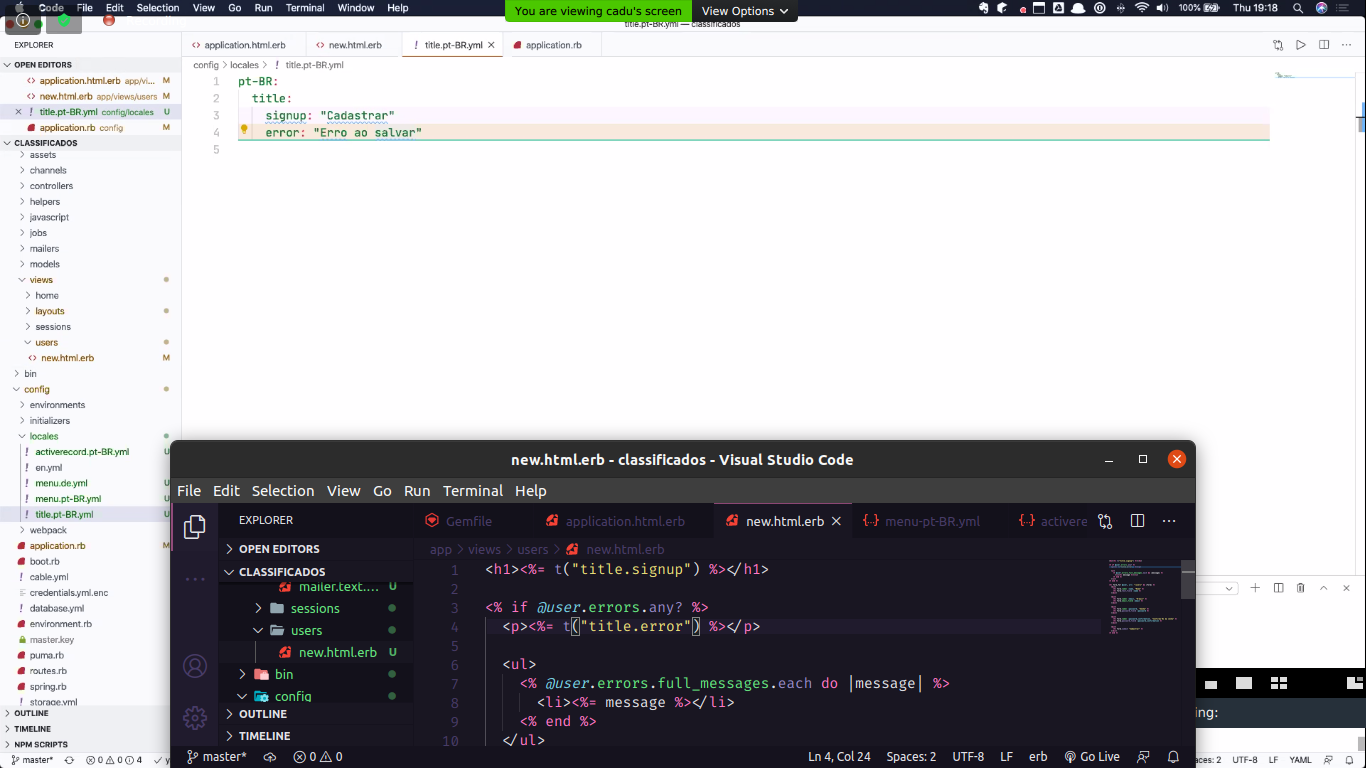 Code File Edit Selection View Go Run Terminal Window Help
You are viewing cadu's screen View Options
100% Thu 19:18
title.pt-BR.yml — classificados
EXPLORER
application.html.erb new.html.erb title.pt-BR.yml application.rb
OPEN EDITORS
application.html.erb app/vi... M
new.html.erb app/views/users M
title.pt-BR.yml config/locales U
application.rb config M
config > locales > title.pt-BR.yml
1 pt-BR:
2 title:
3 signup: "Cadastrar"
4 error: "Erro ao salvar"
5
CLASSIFICADOS
assets
channels
controllers
helpers
javascript
jobs
mailers
models
views
home
layouts
sessions
users
new.html.erb M
bin
config
environments
initializers
locales
activerecord.pt-BR.yml U
en.yml
menu.de.yml U
menu.pt-BR.yml U
title.pt-BR.yml U
webpack
application.rb M
boot.rb
cable.yml
credentials.yml.enc
database.yml
environment.rb
master.key
puma.rb
routes.rb
spring.rb
storage.yml
OUTLINE
TIMELINE
NPM SCRIPTS
master* 0 0 4
new.html.erb - classificados - Visual Studio Code
File Edit Selection View Go Run Terminal Help
EXPLORER
Gemfile application.html.erb new.html.erb menu-pt-BR.yml activere
OPEN EDITORS
CLASSIFICADOS
mailer.text.... U
sessions
users
new.html.erb U
bin
config
OUTLINE
TIMELINE
app > views > users > new.html.erb
1 <h1><%= t("title.signup") %></h1>
2
3 <% if @user.errors.any? %>
4 <p><%= t("title.error") %></p>
5
6 <ul>
7 <% @user.errors.full_messages.each do |message| %>
8 <li><%= message %></li>
9 <% end %>
10 </ul>
master* 0 0 Ln 4, Col 24 Spaces: 2 UTF-8 LF erb Go Live
ing:
aces: 2 UTF-8 LF YAML